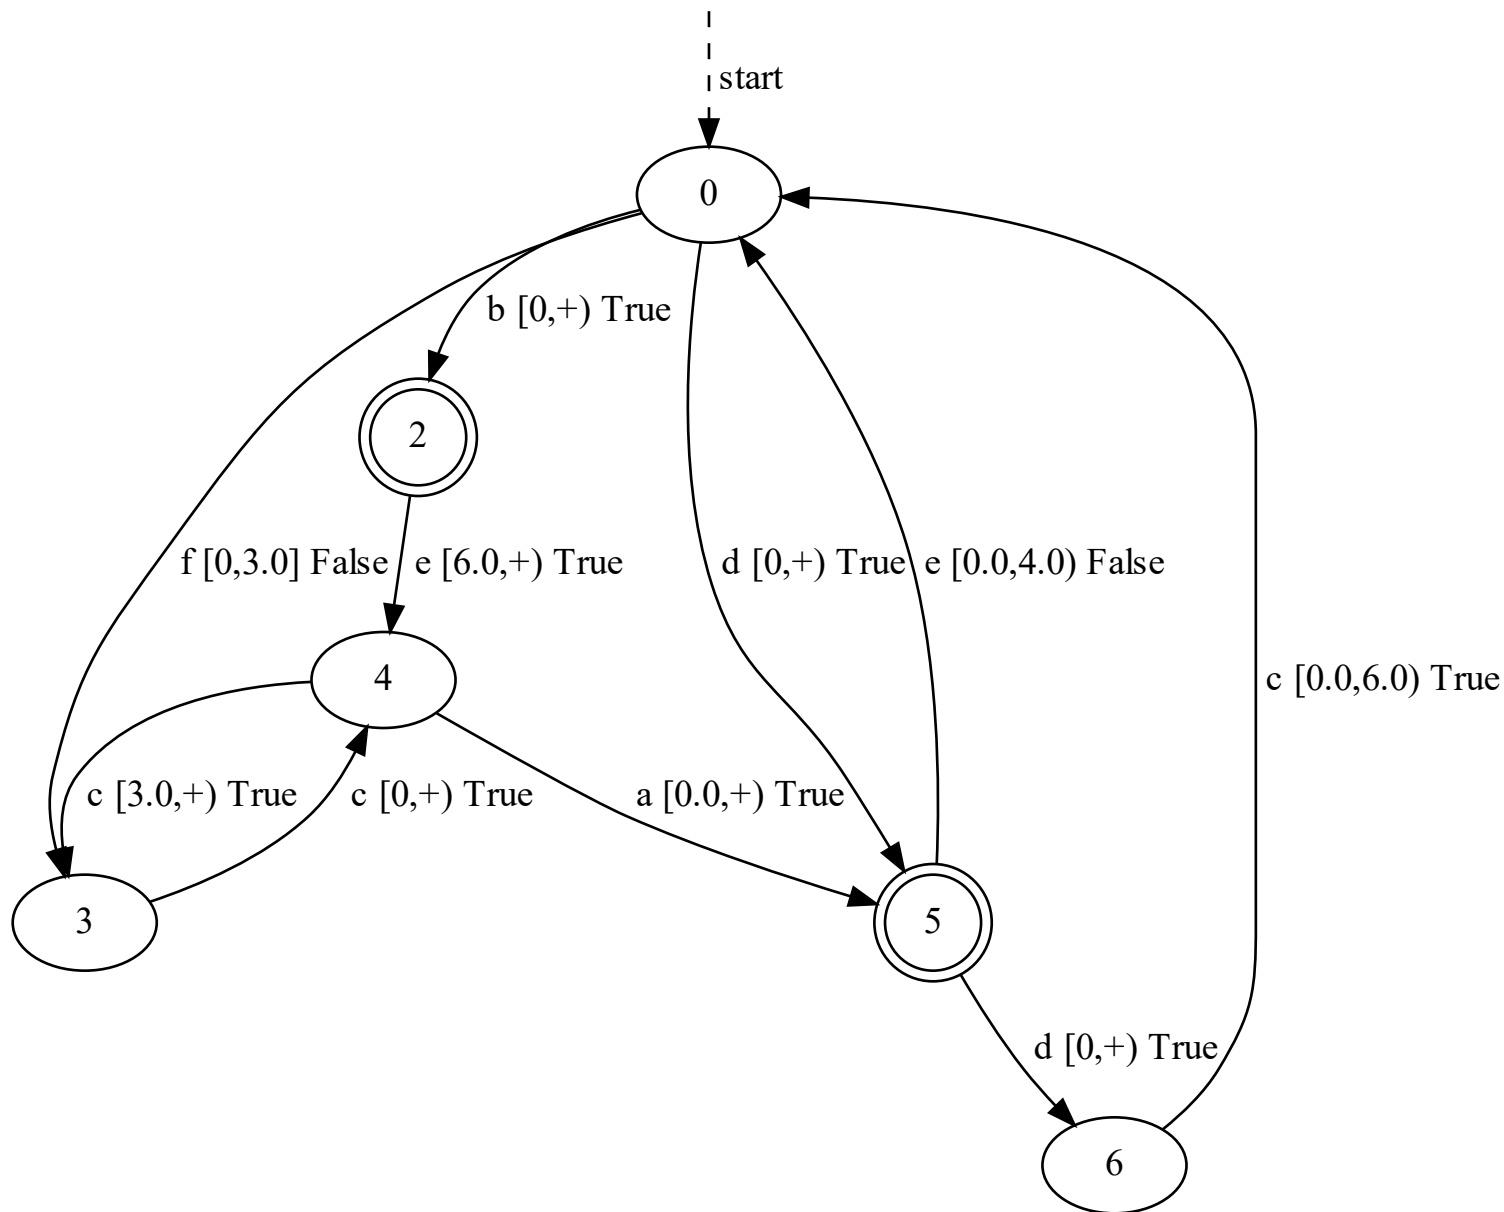 start
0
b [0,+) True
2
f [0,3.0] False
e [6.0,+) True
d [0,+) True
e [0.0,4.0) False
4
c [0.0,6.0) True
c [3.0,+) True
c [0,+) True
a [0.0,+) True
3
5
d [0,+) True
6